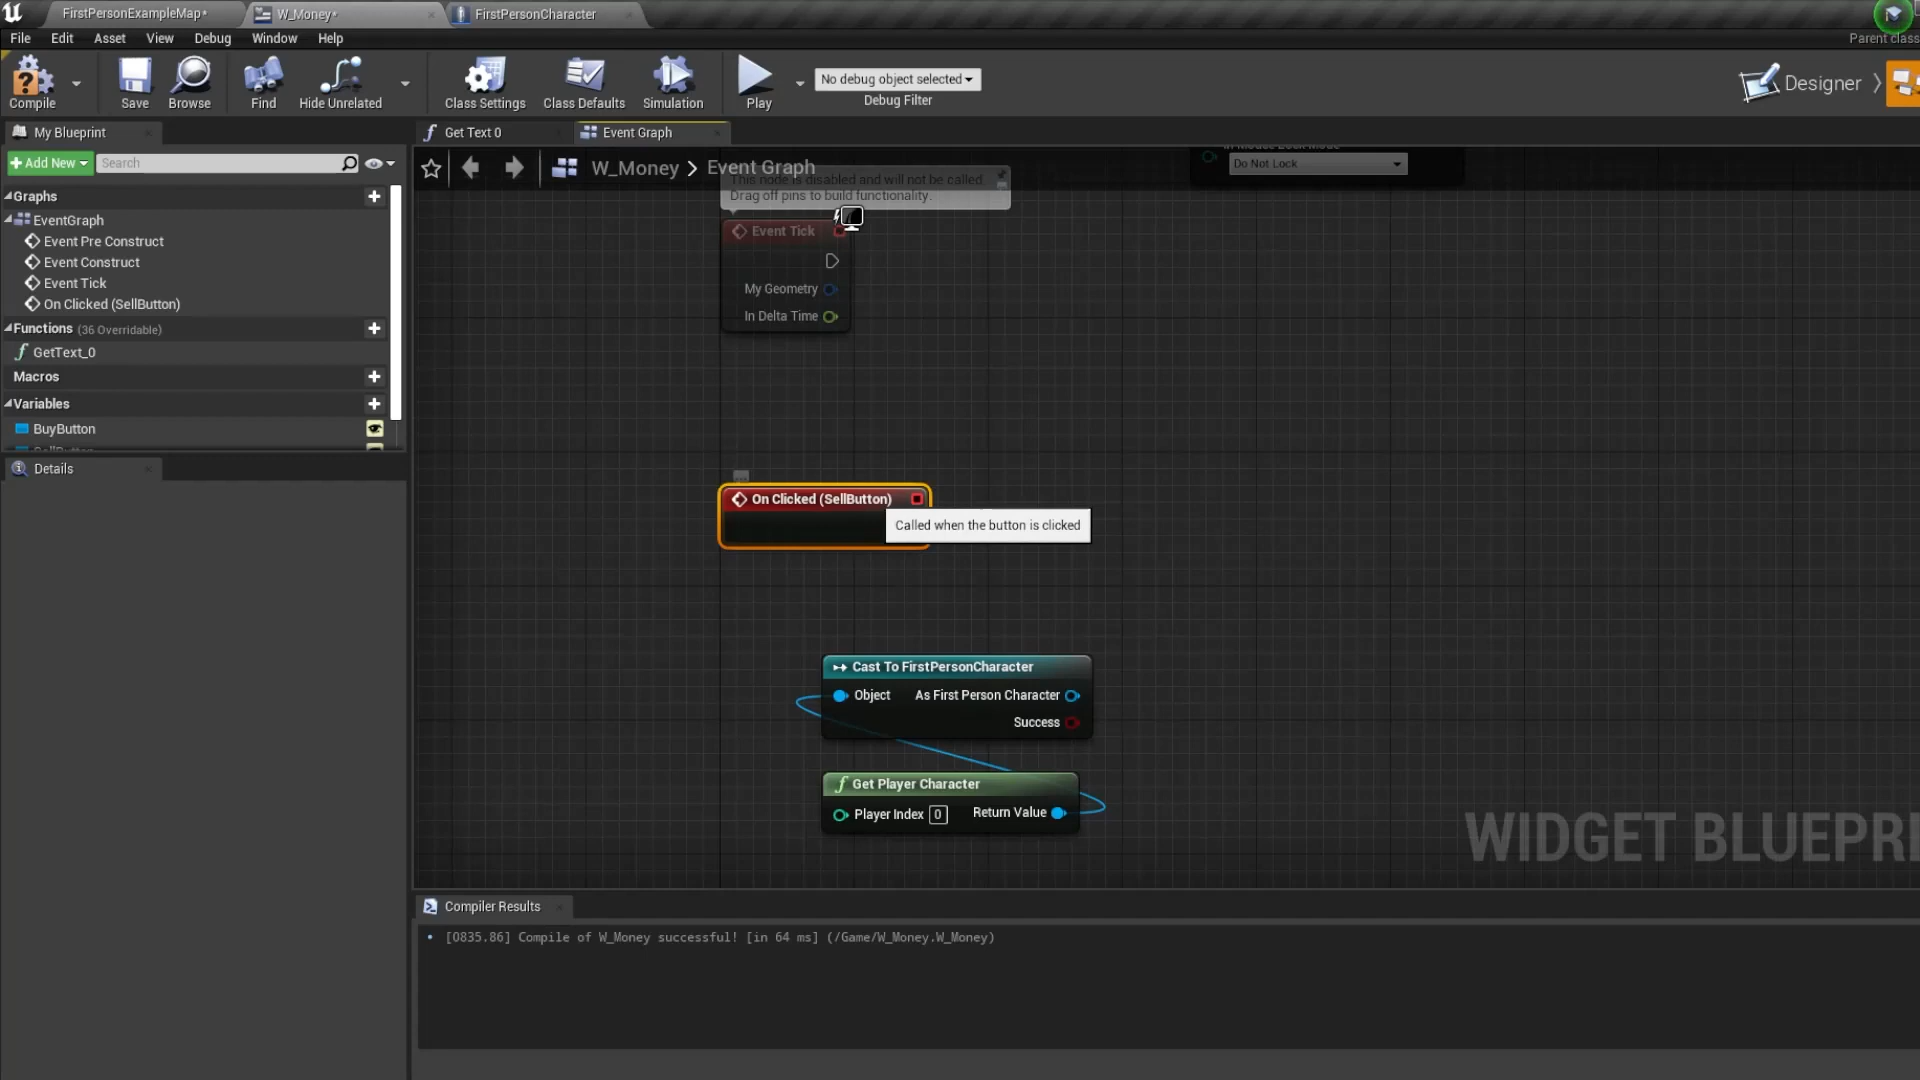 FirstPersonExampleMap*
W_Money*
FirstPersonCharacter
Parent class
File
Edit
Asset
View
Debug
Window
Help
Compile
Save
Browse
Find
Hide Unrelated
Class Settings
Class Defaults
Simulation
Play
No debug object selected
Debug Filter
Designer
My Blueprint
Get Text 0
Event Graph
Add New
Search
W_Money
Event Graph
Do Not Lock
This node is disabled and will not be called.
Drag off pins to build functionality.
Graphs
EventGraph
Event Pre Construct
Event Construct
Event Tick
On Clicked (SellButton)
Functions (36 Overridable)
GetText_0
Macros
Variables
BuyButton
Details
Event Tick
My Geometry
In Delta Time
On Clicked (SellButton)
Called when the button is clicked
Cast To FirstPersonCharacter
Object
As First Person Character
Success
Get Player Character
Player Index 0
Return Value
WIDGET BLUEPRI
Compiler Results
[0835.86] Compile of W_Money successful! [in 64 ms] (/Game/W_Money.W_Money)